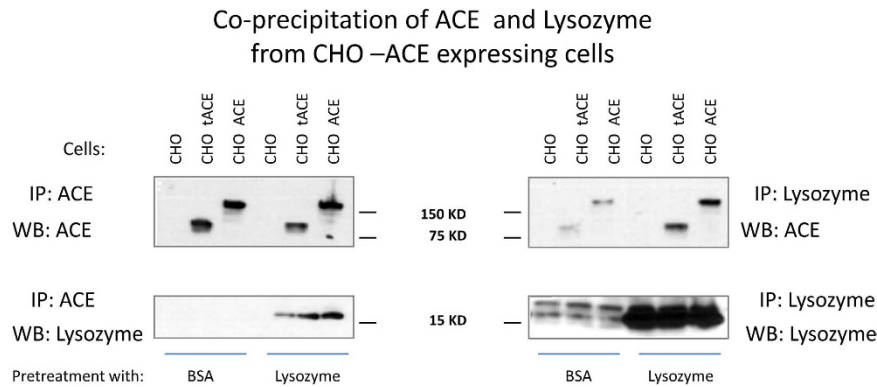 Co-precipitation of ACE and Lysozyme
from CHO –ACE expressing cells
Cells:
CHO
CHO tACE
CHO ACE
CHO
CHO tACE
CHO ACE
CHO
CHO tACE
CHO ACE
CHO
CHO tACE
CHO ACE
IP: ACE
WB: ACE
150 KD
75 KD
IP: Lysozyme
WB: ACE
IP: ACE
WB: Lysozyme
15 KD
IP: Lysozyme
WB: Lysozyme
Pretreatment with:
BSA
Lysozyme
BSA
Lysozyme